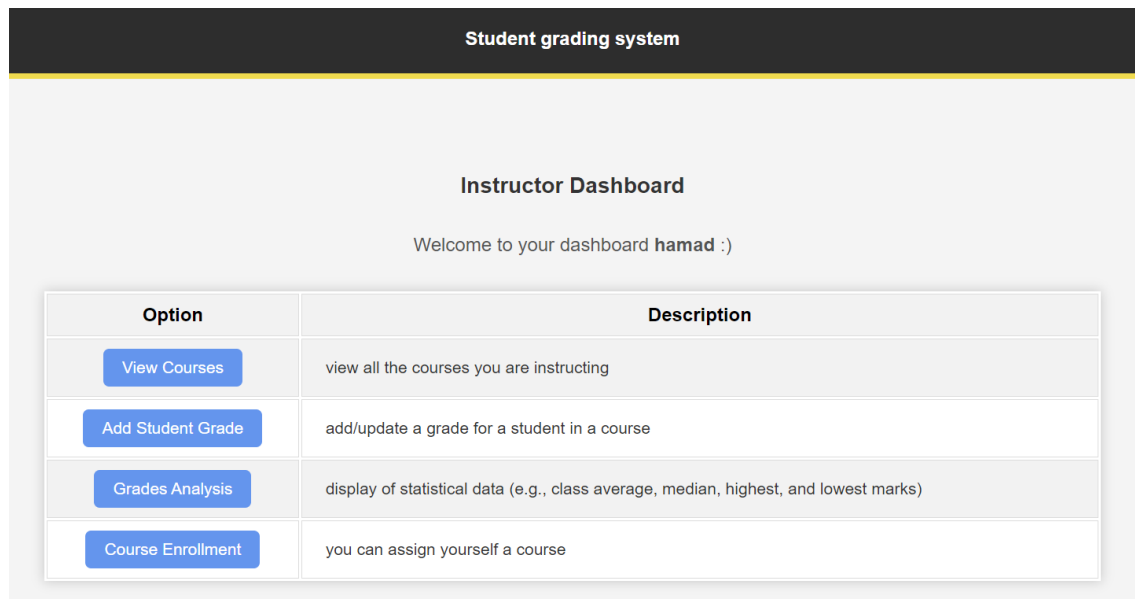 Student grading system
Instructor Dashboard
Welcome to your dashboard hamad :)
Option Description
View Courses view all the courses you are instructing
Add Student Grade add/update a grade for a student in a course
Grades Analysis display of statistical data (e.g., class average, median, highest, and lowest marks)
Course Enrollment you can assign yourself a course